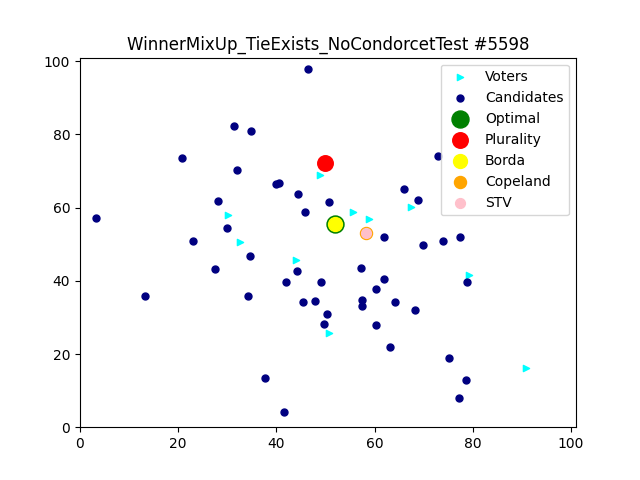 WinnerMixUp_TieExists_NoCondorcetTest #5598
Voters
Candidates
Optimal
Plurality
Borda
Copeland
STV
100
80
60
40
20
0
0 20 40 60 80 100